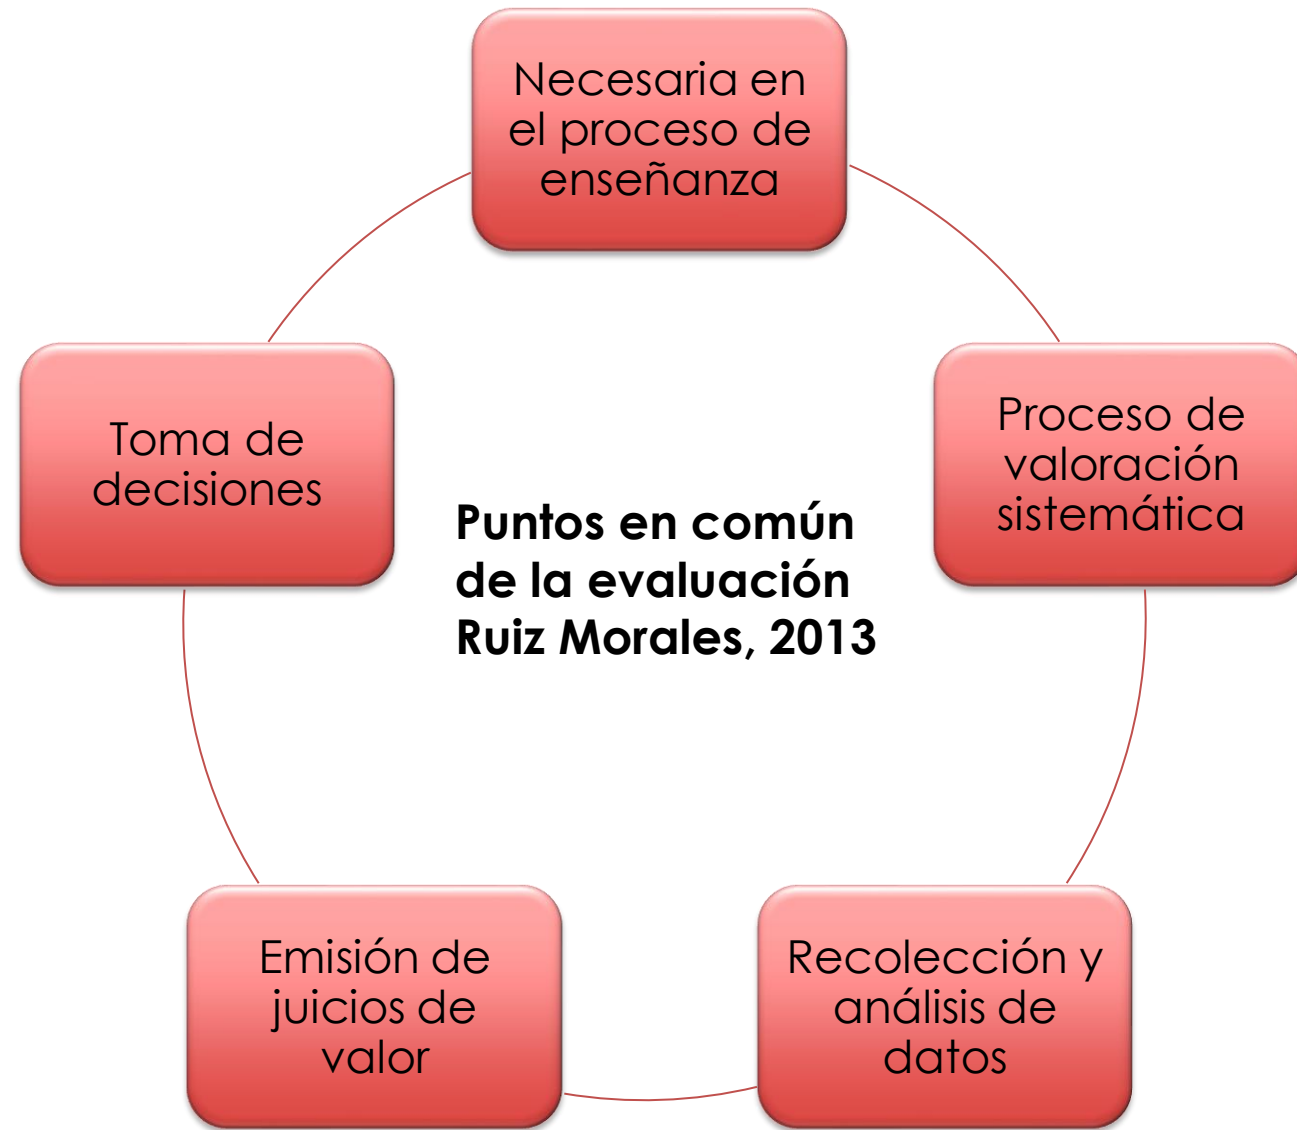 Necesaria en
el proceso de
enseñanza
Proceso de
valoración
sistemática
Recolección y
análisis de
datos
Emisión de
juicios de
valor
Toma de
decisiones
Puntos en común
de la evaluación
Ruiz Morales, 2013